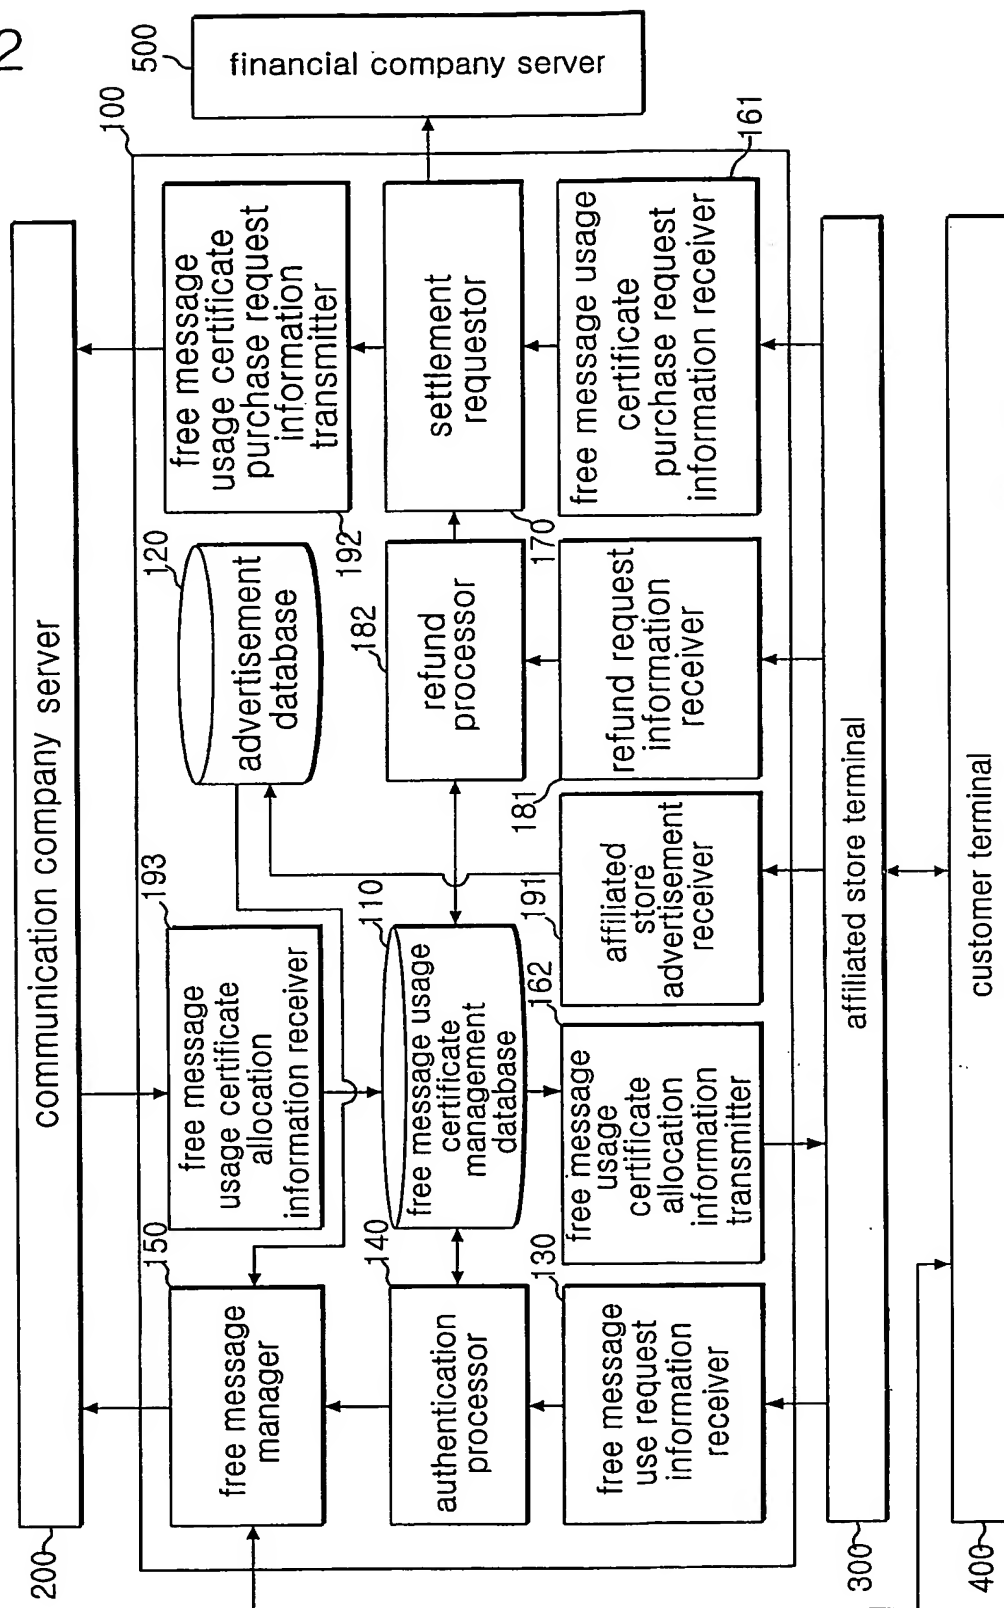 2
200
communication company server
100
500
financial company server
150
free message
manager
193
free message
usage certificate
allocation
information receiver
120
advertisement
database
192
free message
usage certificate
purchase request
information
transmitter
140
authentication
processor
110
free message usage
certificate
management
database
182
refund
processor
170
settlement
requestor
130
free message
use request
information
receiver
162
free message
usage
certificate
allocation
information
transmitter
191
affiliated
store
advertisement
receiver
181
refund request
information
receiver
161
free message usage
certificate
purchase request
information receiver
300
affiliated store terminal
400
customer terminal